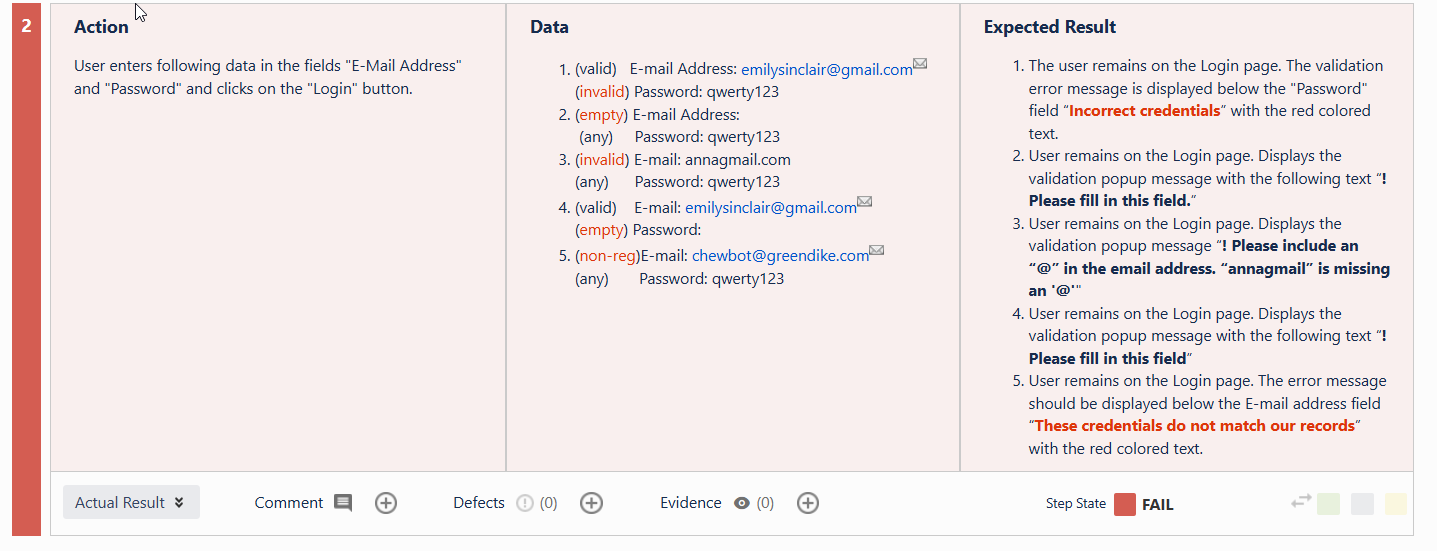 2
Action
User enters following data in the fields "E-Mail Address"
and "Password" and clicks on the "Login" button.
Data
1. (valid) E-mail Address: emilysinclair@gmail.com
(invalid) Password: qwerty123
2. (empty) E-mail Address:
(any) Password: qwerty123
3. (invalid) E-mail: annagmail.com
(any) Password: qwerty123
4. (valid) E-mail: emilysinclair@gmail.com
(empty) Password:
5. (non-reg)E-mail: chewbot@greendike.com
(any) Password: qwerty123
Expected Result
1. The user remains on the Login page. The validation
error message is displayed below the "Password"
field “Incorrect credentials” with the red colored
text.
2. User remains on the Login page. Displays the
validation popup message with the following text “!
Please fill in this field.”
3. User remains on the Login page. Displays the
validation popup message “! Please include an
“@” in the email address. “annagmail” is missing
an '@'"
4. User remains on the Login page. Displays the
validation popup message with the following text “!
Please fill in this field”
5. User remains on the Login page. The error message
should be displayed below the E-mail address field
“These credentials do not match our records”
with the red colored text.
Actual Result
Comment
Defects (0)
Evidence (0)
Step State FAIL